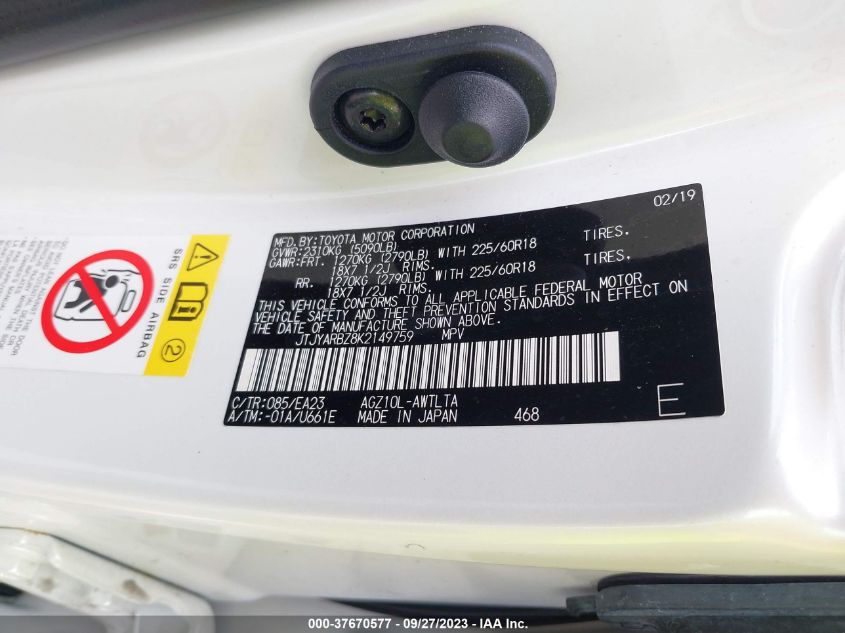 02/19
MFD.BY:TOYOTA MOTOR CORPORATION
GVWR:2310KG (5090LB)
GAWR:FRT. 1270KG (2790LB) WITH 225/60R18 TIRES.
18X7 1/2J RIMS.
RR. 1270KG (2790LB) WITH 225/60R18 TIRES.
18X7 1/2J RIMS.
THIS VEHICLE CONFORMS TO ALL APPLICABLE FEDERAL MOTOR
VEHICLE SAFETY AND THEFT PREVENTION STANDARDS IN EFFECT ON
THE DATE OF MANUFACTURE SHOWN ABOVE.
JTJYARBZ8K2149759 MPV
C/TR:085/EA23 AGZ10L-AWTLTA
A/TM:-01A/U661E MADE IN JAPAN 468 E
SRS SIDE AIRBAG
2
000-37670577 - 09/27/2023 - IAA Inc.